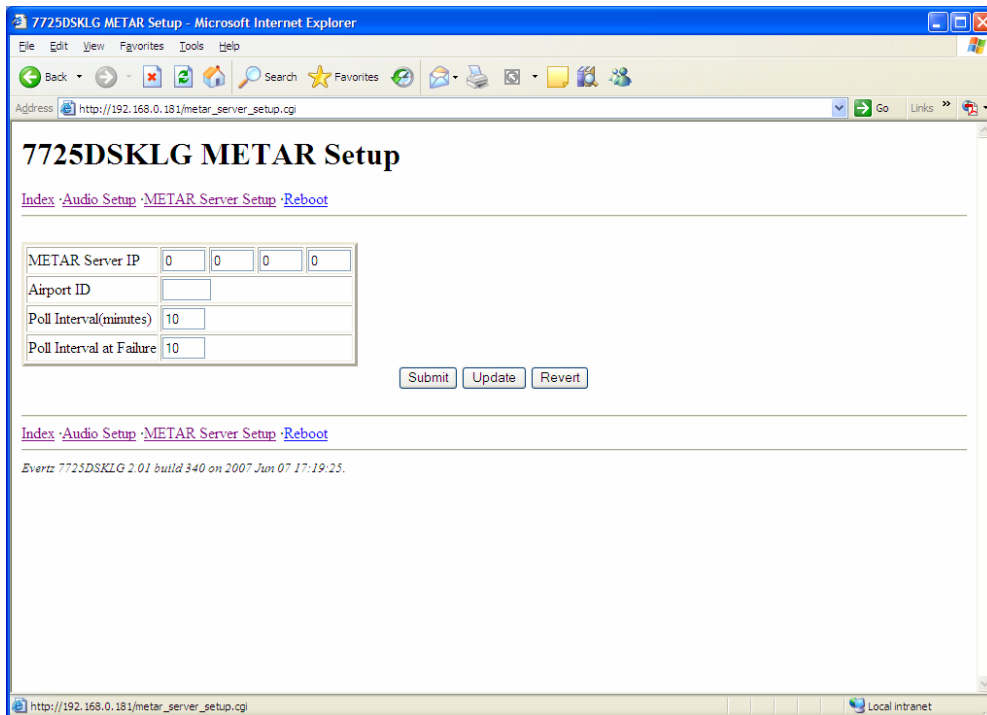 7725DSKLG METAR Setup - Microsoft Internet Explorer
File Edit View Favorites Tools Help
Back Search Favorites
Address http://192.168.0.181/metar_server_setup.cgi Go Links »
7725DSKLG METAR Setup
Index ·Audio Setup ·METAR Server Setup ·Reboot
METAR Server IP 0 0 0 0
Airport ID
Poll Interval(minutes) 10
Poll Interval at Failure 10
Submit Update Revert
Index ·Audio Setup ·METAR Server Setup ·Reboot
Evertz 7725DSKLG 2.01 build 340 on 2007 Jun 07 17:19:25.
http://192.168.0.181/metar_server_setup.cgi Local intranet